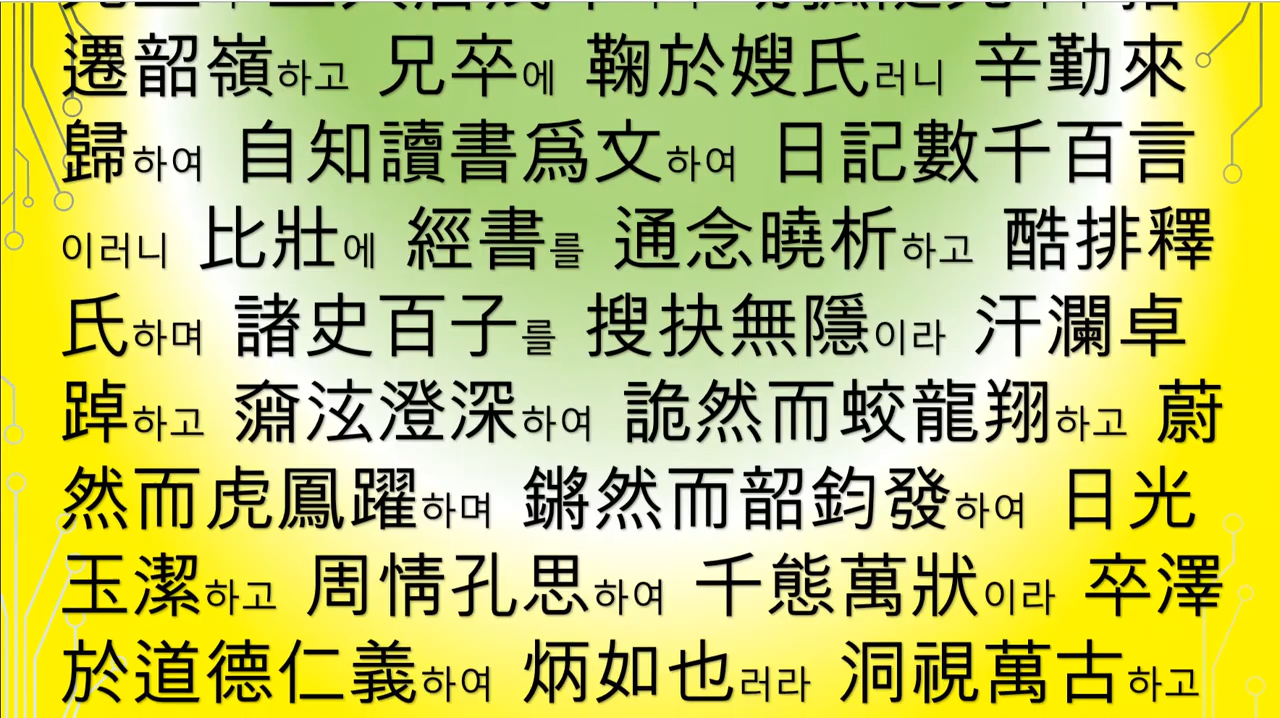 遷韶嶺하고 兄卒에 鞠於嫂氏러니 辛勤來
歸하여 自知讀書爲文하여 日記數千百言
이러니 比壯에 經書를 通念曉析하고 酷排釋
氏하며 諸史百子를 搜抉無隱이라 汗瀾卓
踔하고 奫泫澄深하여 詭然而蛟龍翔하고 蔚
然而虎鳳躍하며 鏘然而韶鈞發하여 日光
玉潔하고 周情孔思하여 千態萬狀이라 卒澤
於道德仁義하여 炳如也러라 洞視萬古하고